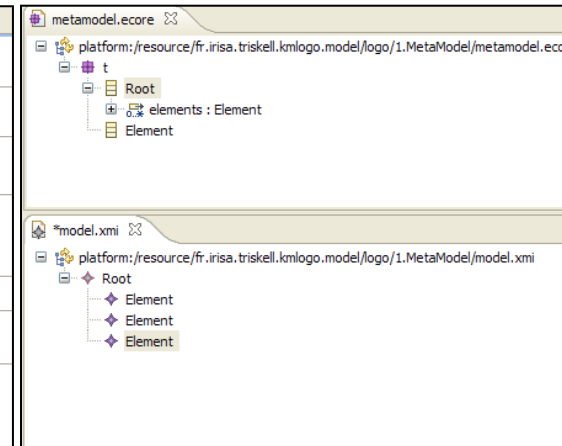 metamodel.ecore
platform:/resource/fr.irisa.triskell.kmlogo.model/logo/1.MetaModel/metamodel.eco
t
Root
0..* elements : Element
Element
*model.xmi
platform:/resource/fr.irisa.triskell.kmlogo.model/logo/1.MetaModel/model.xmi
Root
Element
Element
Element